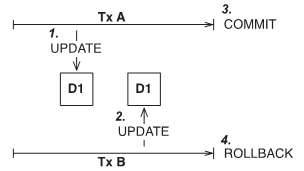 Tx A
3.
COMMIT
1.
UPDATE
D1
D1
2.
UPDATE
4.
ROLLBACK
Tx B